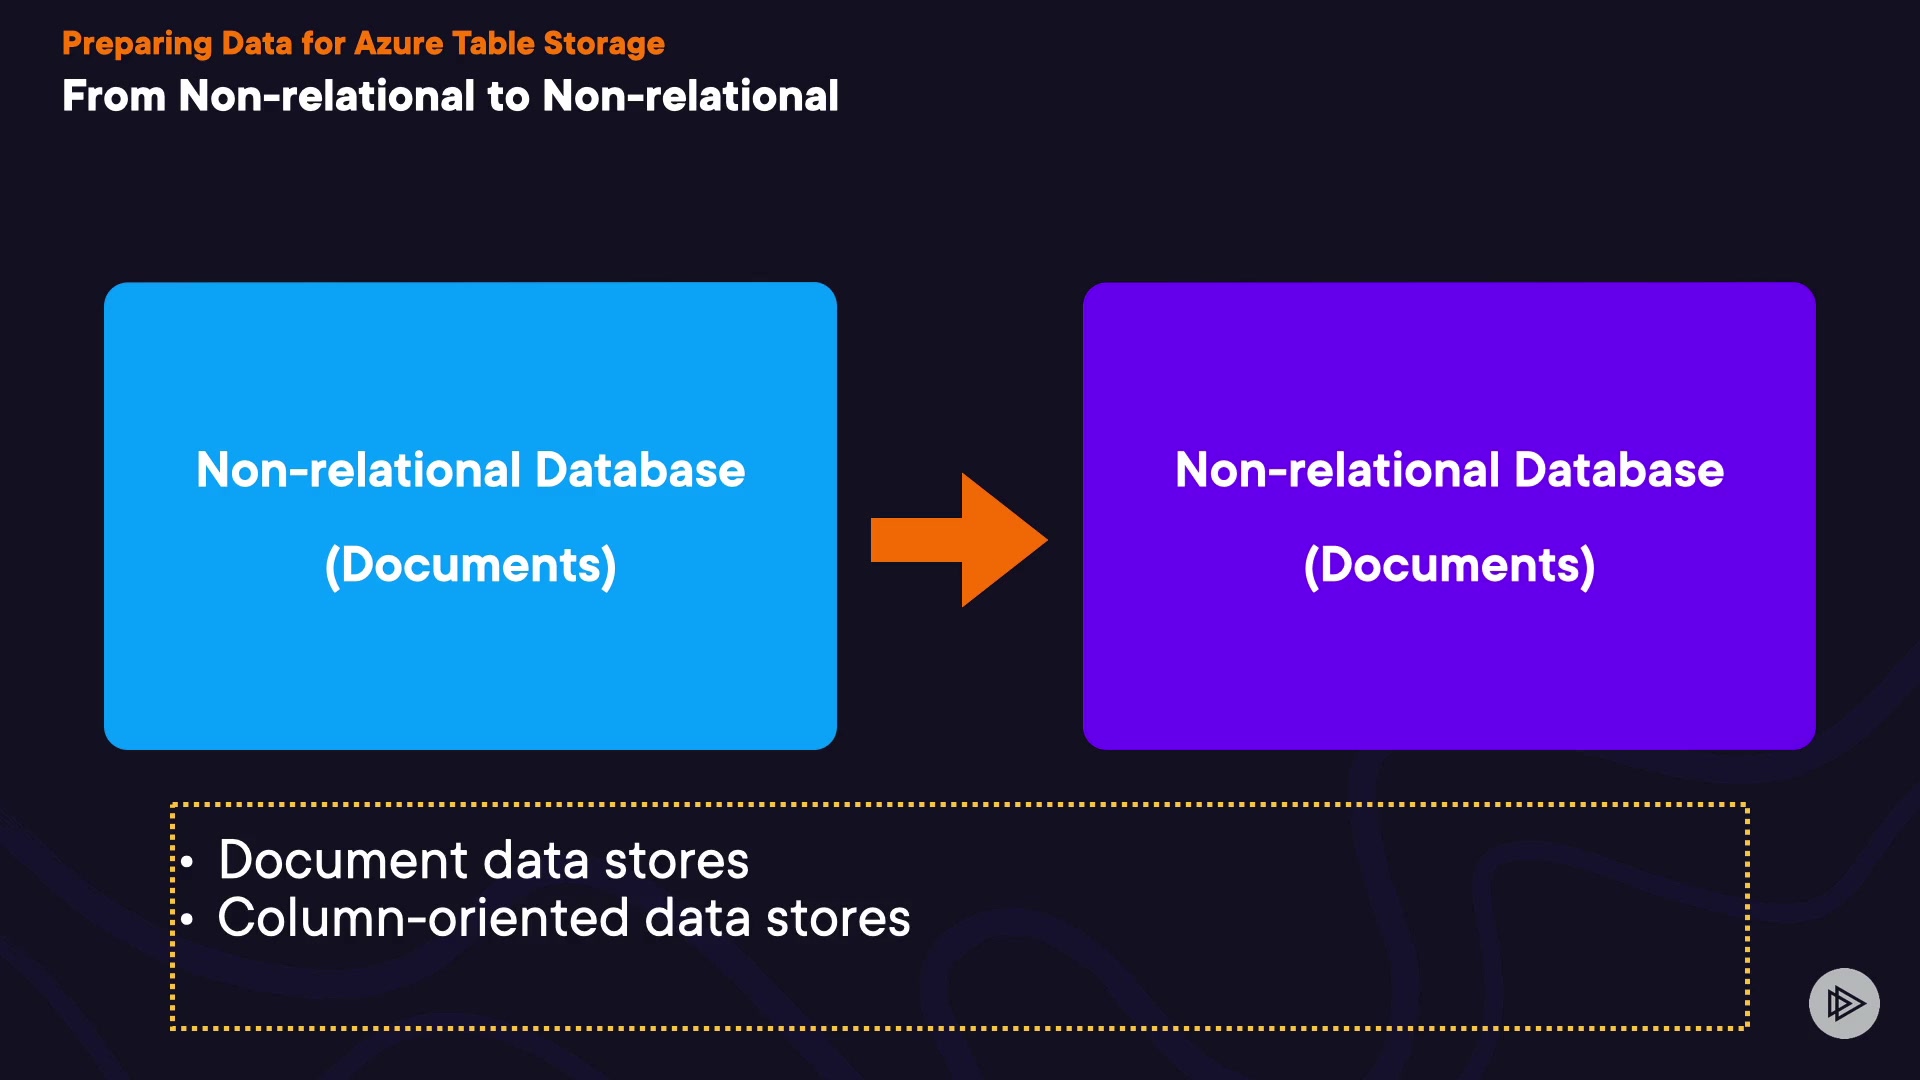 Preparing Data for Azure Table Storage
From Non-relational to Non-relational
Non-relational Database
(Documents)
Non-relational Database
(Documents)
• Document data stores
• Column-oriented data stores